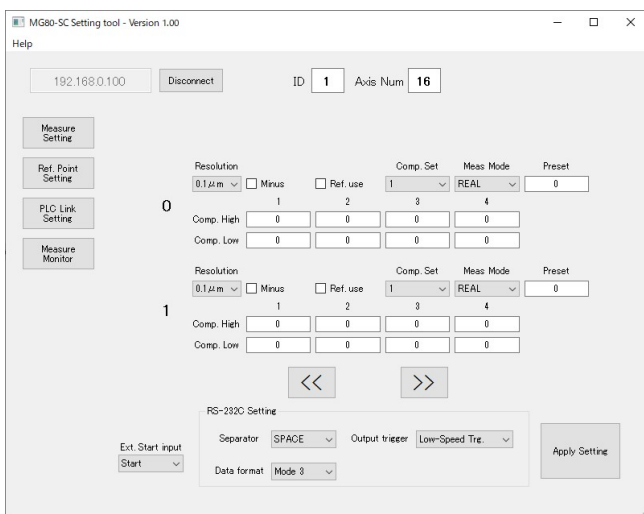 MG80-SC Setting tool - Version 1.00
Help
192.168.0.100 Disconnect ID 1 Axis Num 16
Measure
Setting
Ref. Point
Setting
PLC Link
Setting
Measure
Monitor
Resolution Comp. Set Meas Mode Preset
0 0.1μm Minus Ref. use 1 REAL 0
1 2 3 4
Comp. High 0 0 0 0
Comp. Low 0 0 0 0
Resolution Comp. Set Meas Mode Preset
1 0.1μm Minus Ref. use 1 REAL 0
1 2 3 4
Comp. High 0 0 0 0
Comp. Low 0 0 0 0
<< >>
RS-232C Setting
Separator SPACE Output trigger Low-Speed Trg.
Data format Mode 3
Ext. Start input
Start
Apply Setting